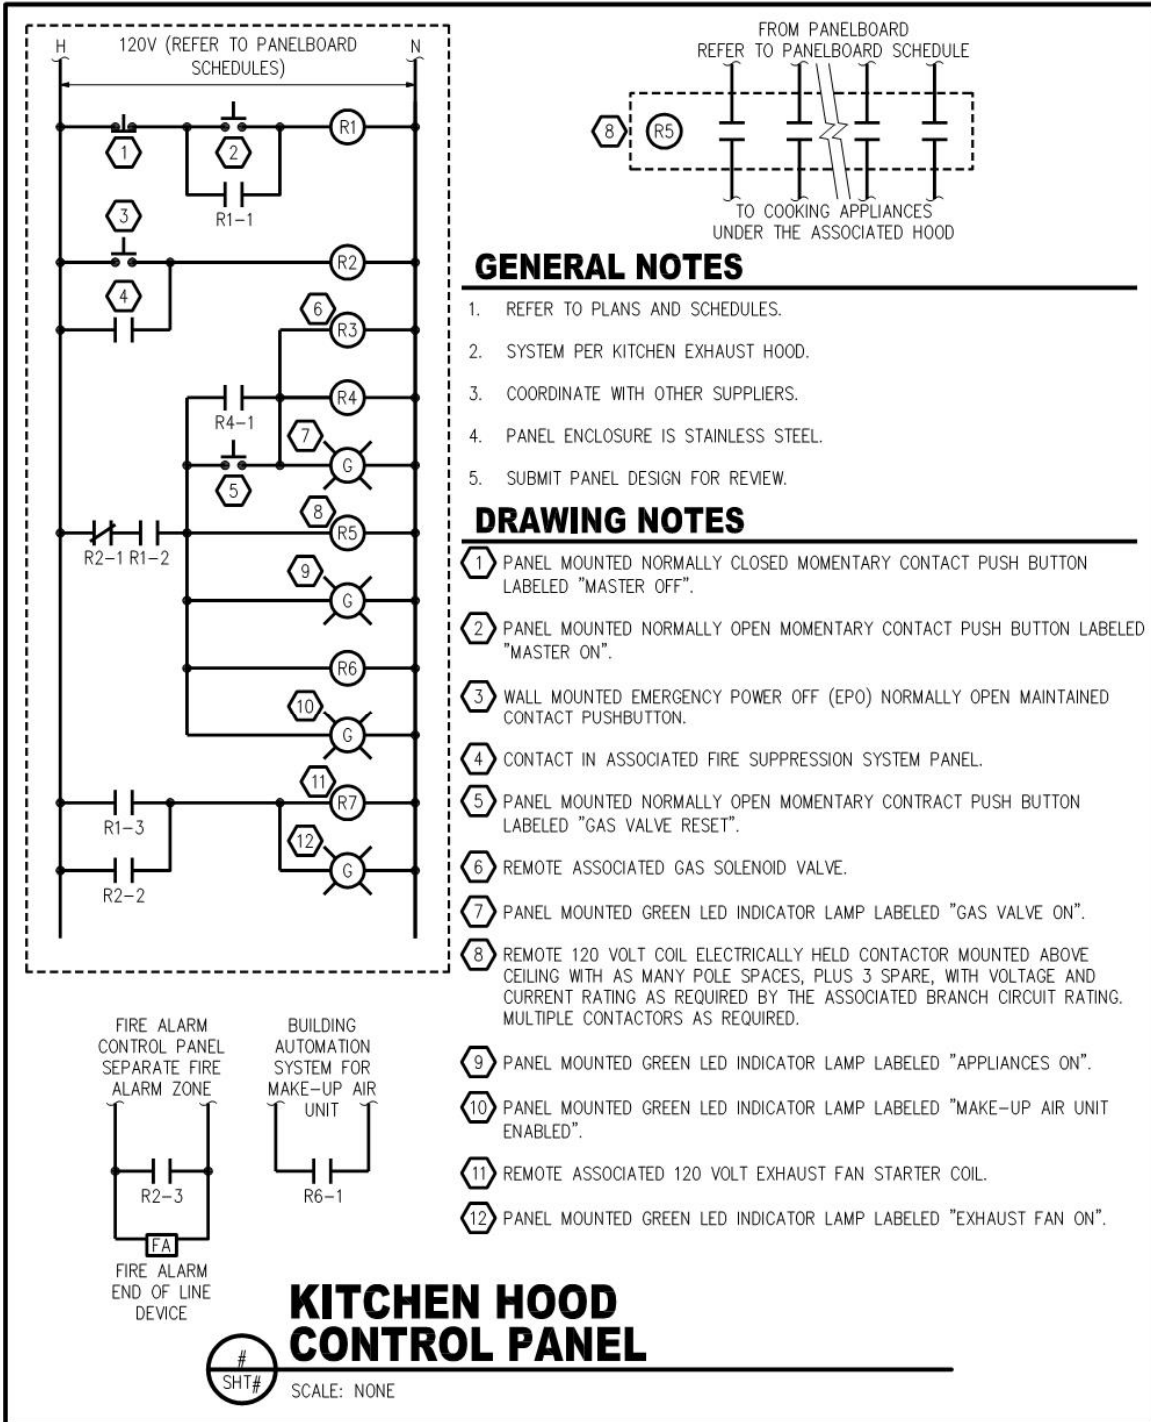 H
120V (REFER TO PANELBOARD
SCHEDULES)
N
R1
1
2
R1-1
3
R2
4
6
R3
R4-1
R4
7
G
5
8
R5
R2-1 R1-2
9
G
R6
10
G
11
R7
R1-3
12
G
R2-2
FIRE ALARM
CONTROL PANEL
SEPARATE FIRE
ALARM ZONE
R2-3
FA
FIRE ALARM
END OF LINE
DEVICE
BUILDING
AUTOMATION
SYSTEM FOR
MAKE-UP AIR
UNIT
R6-1
FROM PANELBOARD
REFER TO PANELBOARD SCHEDULE
8
R5
TO COOKING APPLIANCES
UNDER THE ASSOCIATED HOOD
GENERAL NOTES
1. REFER TO PLANS AND SCHEDULES.
2. SYSTEM PER KITCHEN EXHAUST HOOD.
3. COORDINATE WITH OTHER SUPPLIERS.
4. PANEL ENCLOSURE IS STAINLESS STEEL.
5. SUBMIT PANEL DESIGN FOR REVIEW.
DRAWING NOTES
1 PANEL MOUNTED NORMALLY CLOSED MOMENTARY CONTACT PUSH BUTTON
LABELED "MASTER OFF".
2 PANEL MOUNTED NORMALLY OPEN MOMENTARY CONTACT PUSH BUTTON LABELED
"MASTER ON".
3 WALL MOUNTED EMERGENCY POWER OFF (EPO) NORMALLY OPEN MAINTAINED
CONTACT PUSHBUTTON.
4 CONTACT IN ASSOCIATED FIRE SUPPRESSION SYSTEM PANEL.
5 PANEL MOUNTED NORMALLY OPEN MOMENTARY CONTRACT PUSH BUTTON
LABELED "GAS VALVE RESET".
6 REMOTE ASSOCIATED GAS SOLENOID VALVE.
7 PANEL MOUNTED GREEN LED INDICATOR LAMP LABELED "GAS VALVE ON".
8 REMOTE 120 VOLT COIL ELECTRICALLY HELD CONTACTOR MOUNTED ABOVE
CEILING WITH AS MANY POLE SPACES, PLUS 3 SPARE, WITH VOLTAGE AND
CURRENT RATING AS REQUIRED BY THE ASSOCIATED BRANCH CIRCUIT RATING.
MULTIPLE CONTACTORS AS REQUIRED.
9 PANEL MOUNTED GREEN LED INDICATOR LAMP LABELED "APPLIANCES ON".
10 PANEL MOUNTED GREEN LED INDICATOR LAMP LABELED "MAKE-UP AIR UNIT
ENABLED".
11 REMOTE ASSOCIATED 120 VOLT EXHAUST FAN STARTER COIL.
12 PANEL MOUNTED GREEN LED INDICATOR LAMP LABELED "EXHAUST FAN ON".
KITCHEN HOOD
CONTROL PANEL
#
SHT#
SCALE: NONE